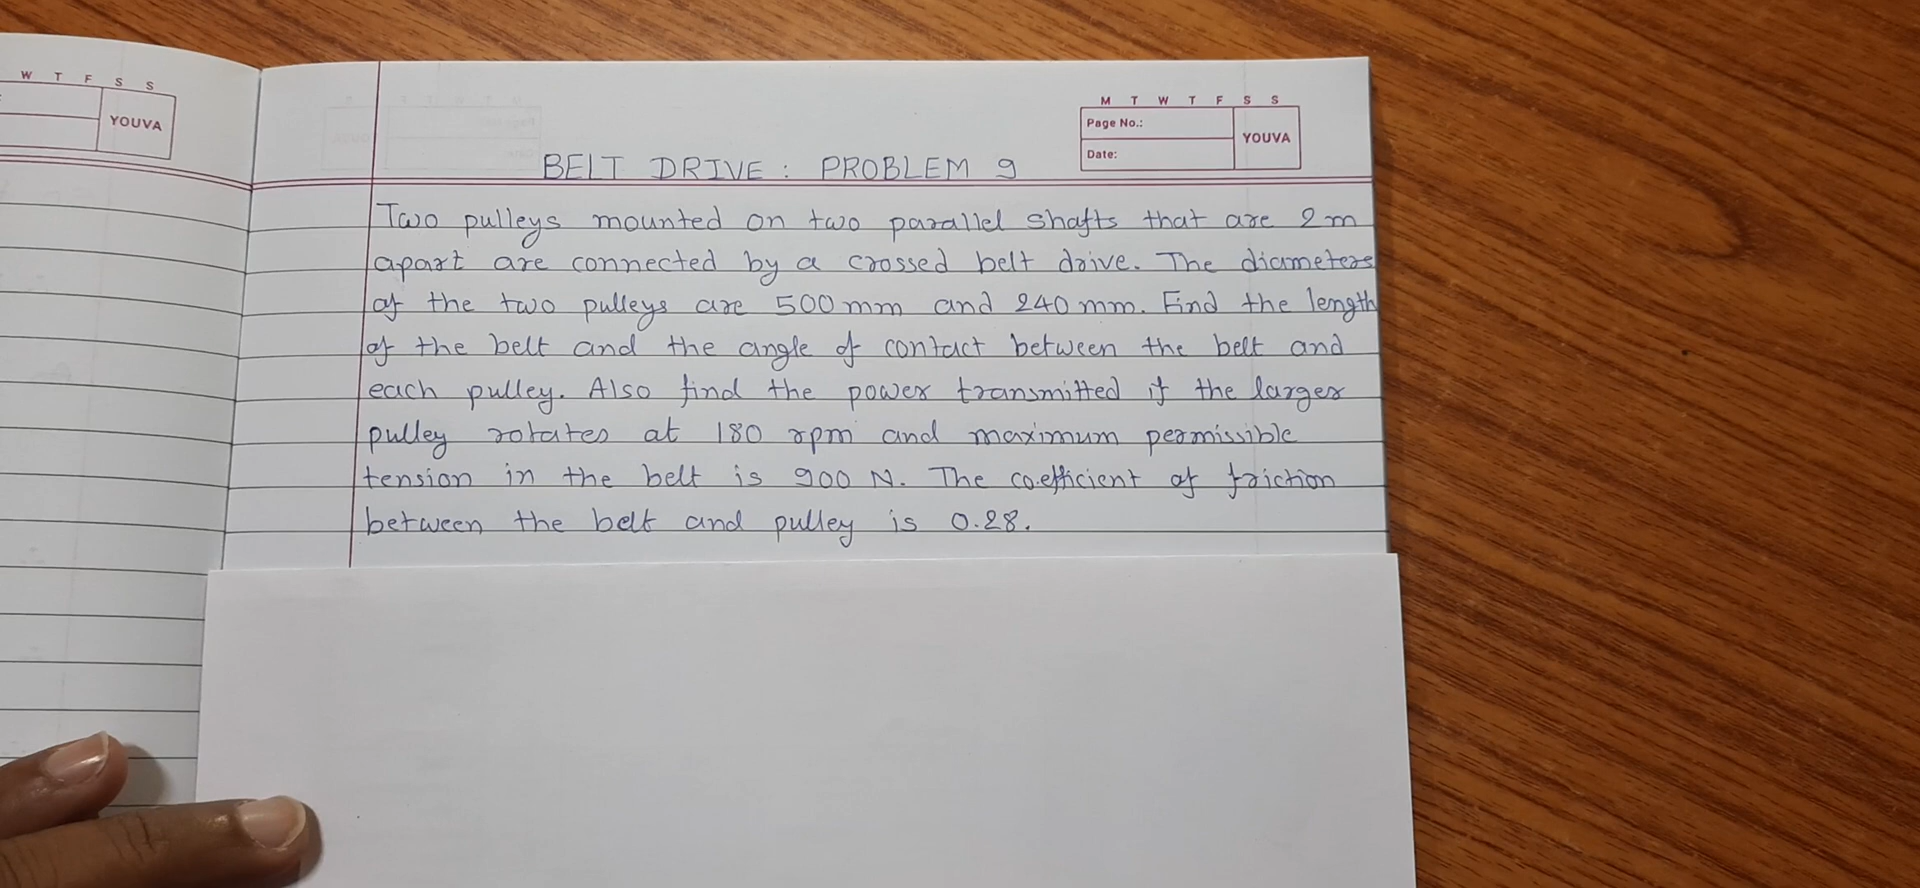 W T F S S
YOUVA
M T W T F S S
Page No.:
YOUVA
Date:
BELT DRIVE : PROBLEM 9
Two pulleys mounted on two parallel shafts that are 2 m
apart are connected by a crossed belt drive. The diameters
of the two pulleys are 500 mm and 240 mm. Find the length
of the belt and the angle of contact between the belt and
each pulley. Also find the power transmitted if the larger
pulley rotates at 180 rpm and maximum permissible
tension in the belt is 900 N. The coefficient of friction
between the belt and pulley is 0.28.